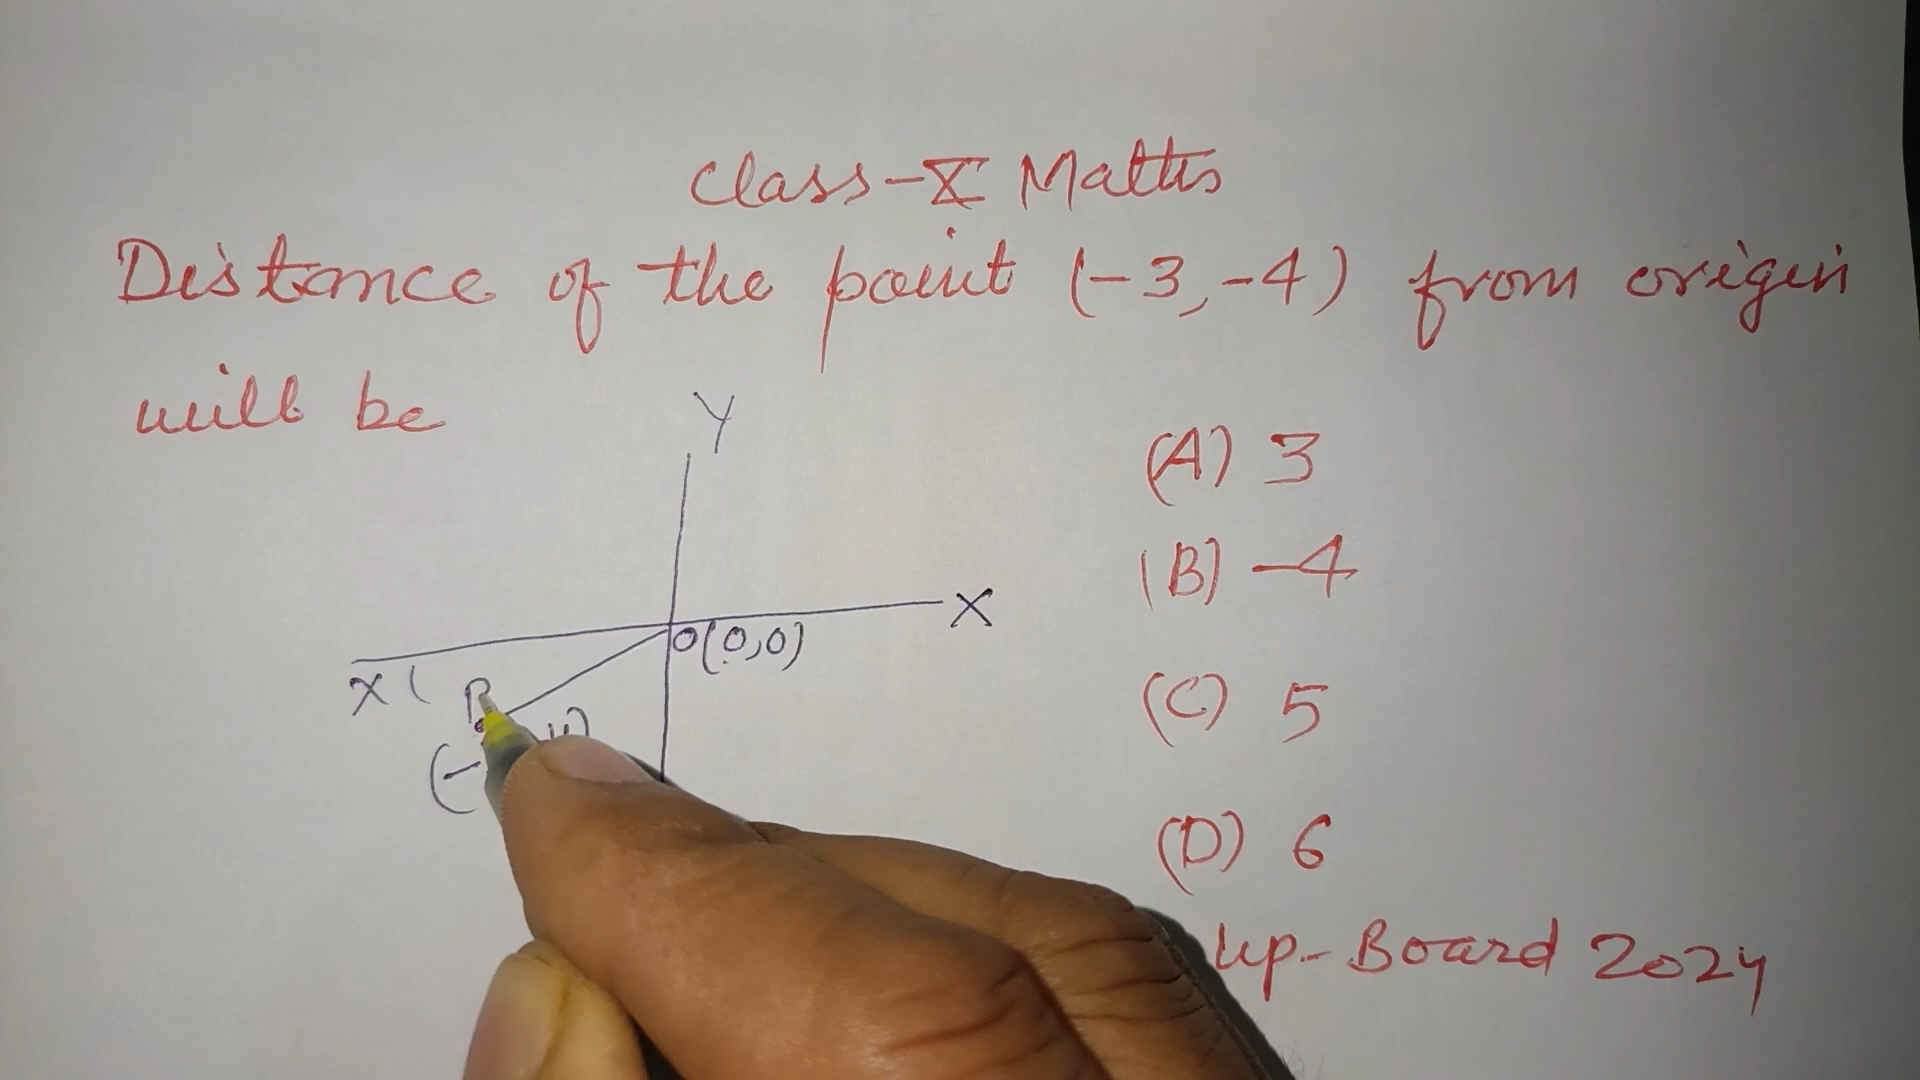 Class-X Maths
Distance of the point (-3,-4) from origin
will be
Y
(A) 3
(B) -4
X
O(0,0)
X'
P
(C) 5
(D) 6
Up-Board 2024